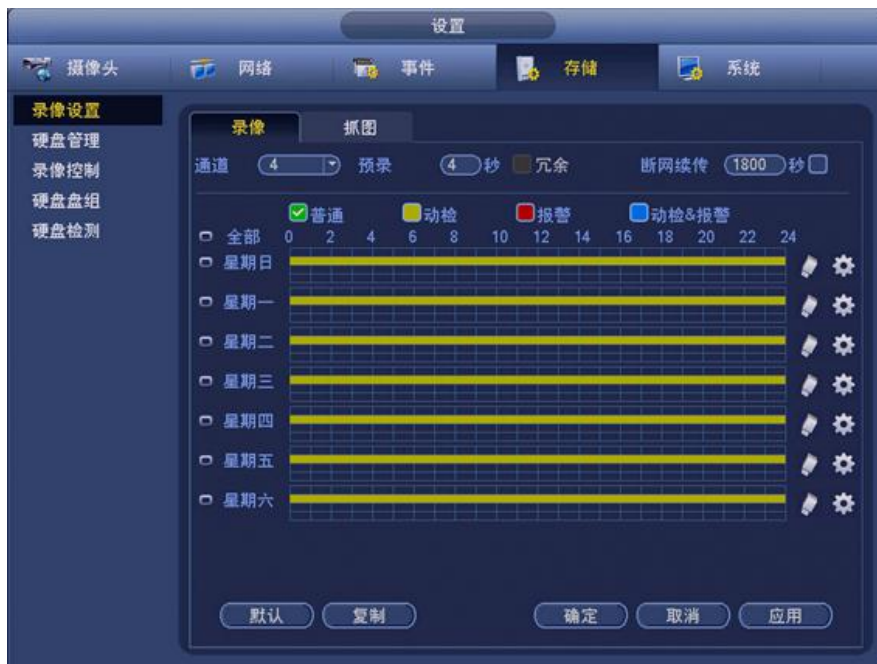 设置
摄像头 网络 事件 存储 系统
录像设置
硬盘管理
录像控制
硬盘盘组
硬盘检测
录像 抓图
通道 4 预录 4 秒 冗余 断网续传 1800 秒
普通 动检 报警 动检&报警
全部 0 2 4 6 8 10 12 14 16 18 20 22 24
星期日
星期一
星期二
星期三
星期四
星期五
星期六
默认 复制 确定 取消 应用